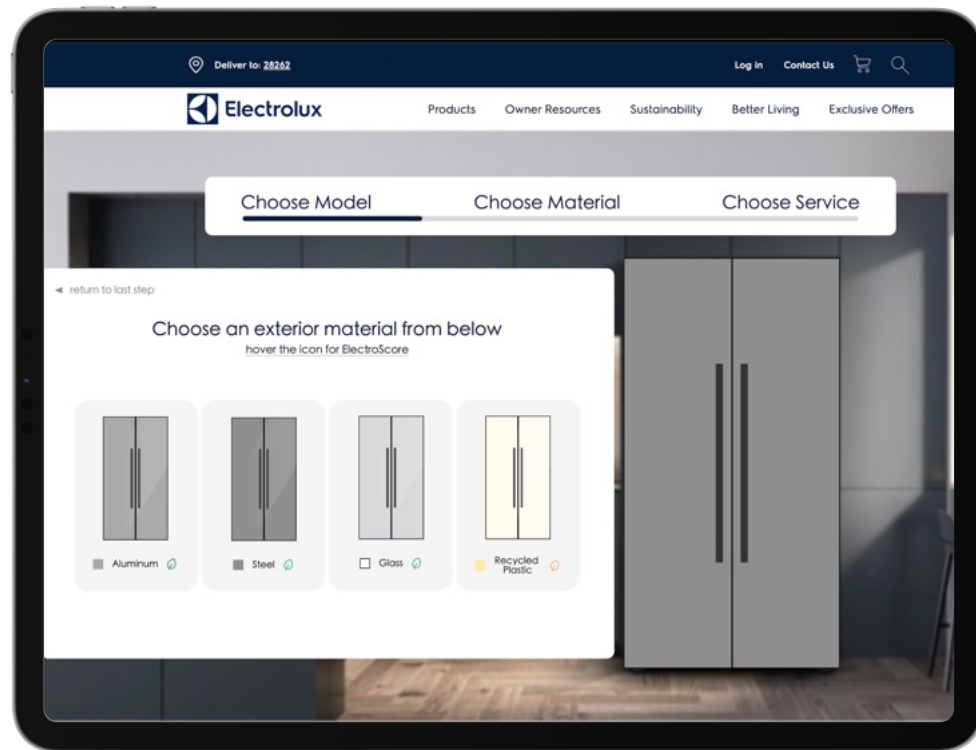 Deliver to: 28262
Log in
Contact Us
Electrolux
Products
Owner Resources
Sustainability
Better Living
Exclusive Offers
Choose Model
Choose Material
Choose Service
◄ return to last step
Choose an exterior material from below
hover the icon for ElectroScore
Aluminum
Steel
Glass
Recycled
Plastic